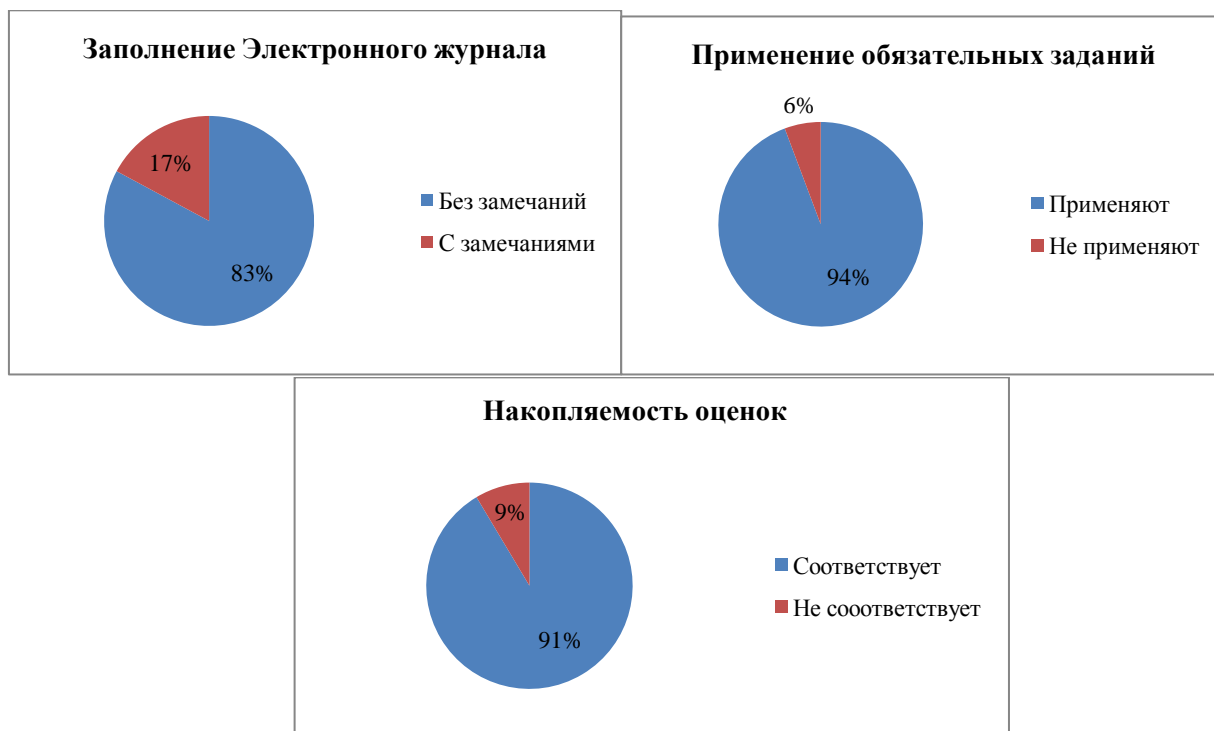 Заполнение Электронного журнала
17%
83%
Без замечаний
С замечаниями
Применение обязательных заданий
6%
94%
Применяют
Не применяют
Накопляемость оценок
9%
91%
Соответствует
Не сооответствует